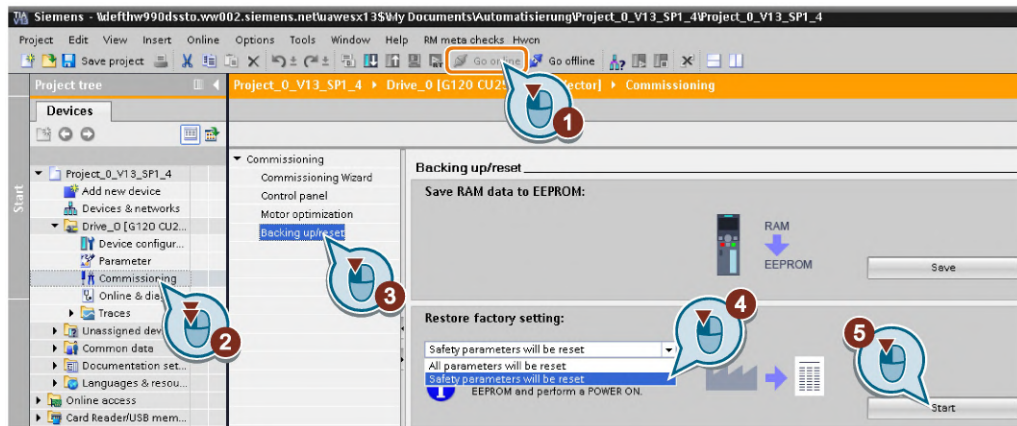 Siemens - \\defthw990dssto.ww002.siemens.net\uawesx13$\My Documents\Automatisierung\Project_0_V13_SP1_4\Project_0_V13_SP1_4
Project Edit View Insert Online Options Tools Window Help RM meta checks Hwcn
Save project Go online Go offline
Project tree
Project_0_V13_SP1_4 Drive_0 [G120 Commissioning
Devices
1
Start
Project_0_V13_SP1_4
Add new device
Devices & networks
Drive_0 [G120 CU2...
Device configur...
Parameter
Commissioning
Online &
Traces
Unassigned
Common data
Documentation set...
Languages & resou...
Online access
Card Reader/USB mem...
2
Commissioning
Commissioning Wizard
Control panel
Motor optimization
Backing up/reset
3
Backing up/reset
Save RAM data to EEPROM:
RAM
EEPROM
Save
Restore factory setting:
4
5
Safety parameters will be reset
All parameters will be reset
Safety parameters will be reset
EEPROM and perform a POWER ON.
Start